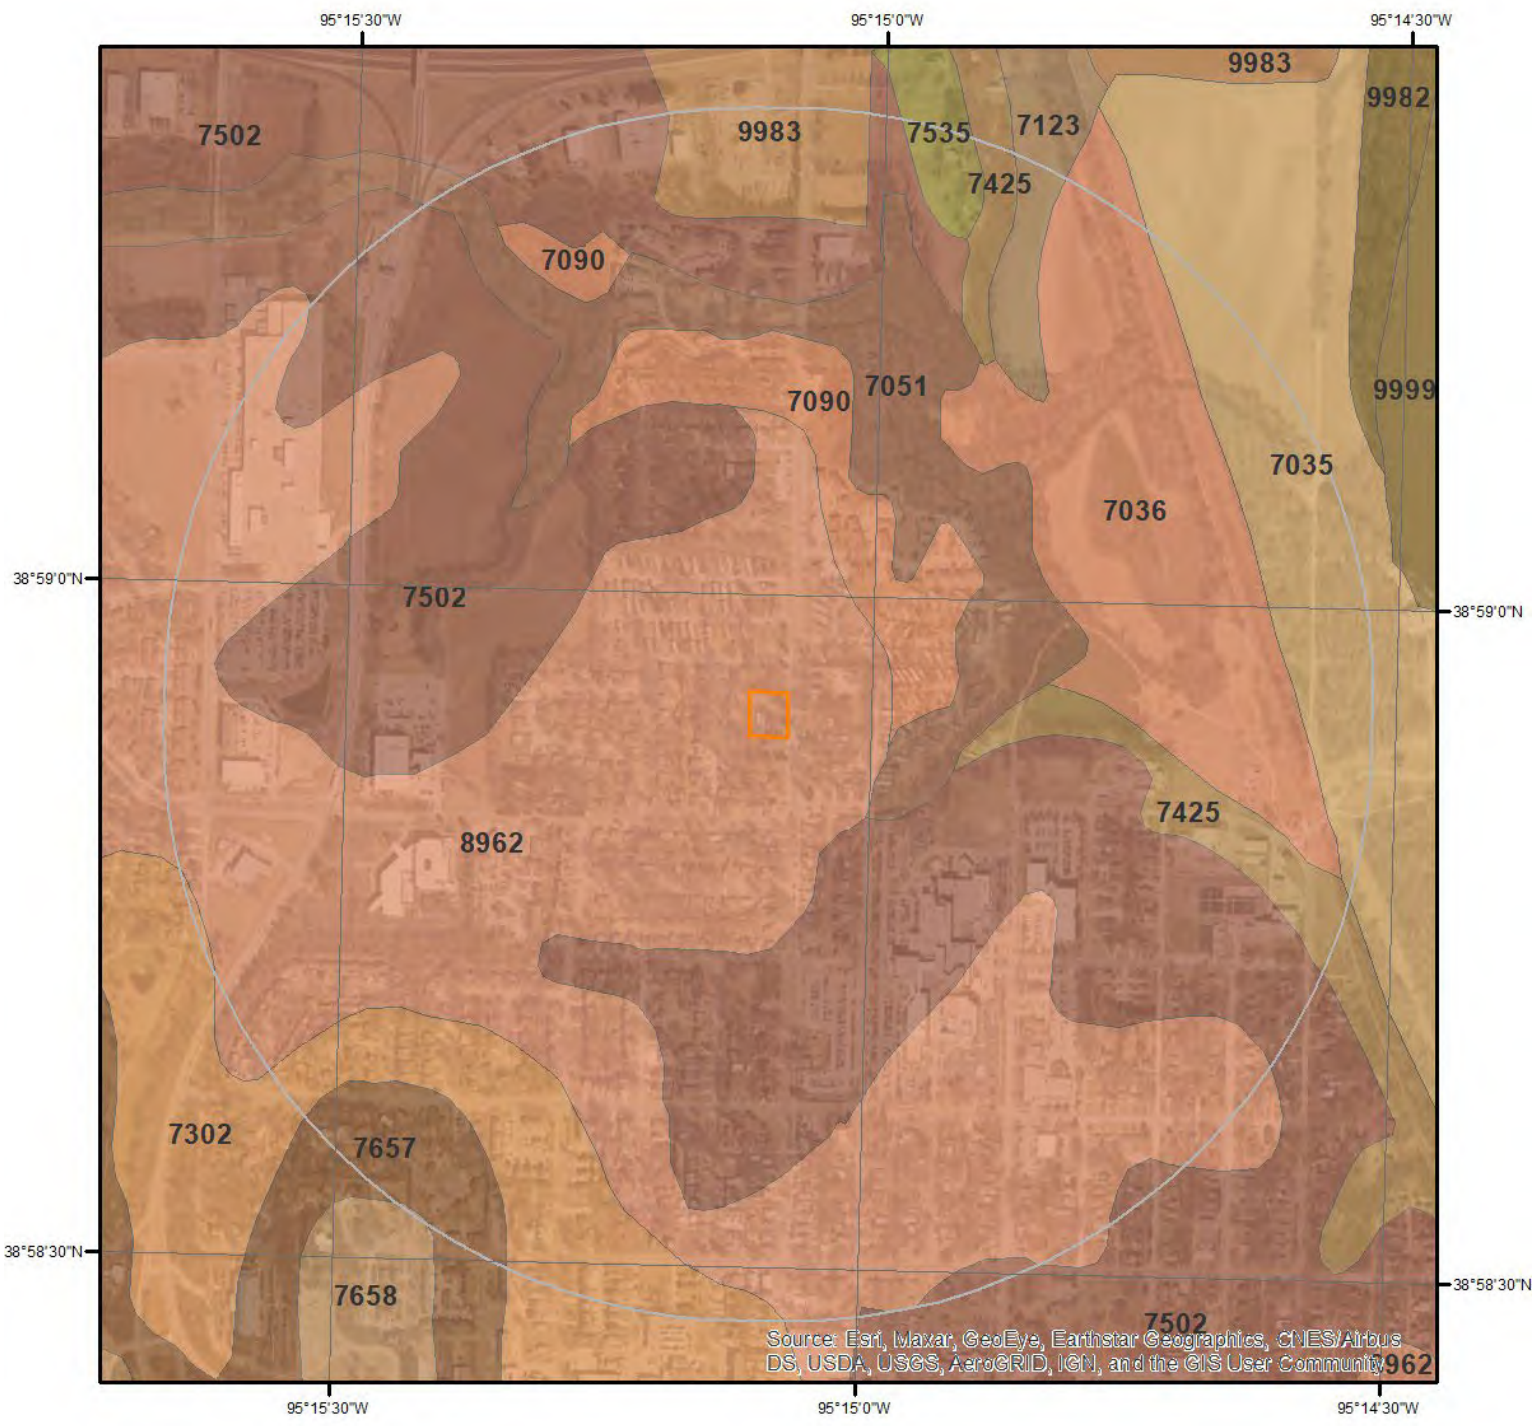 95°15'30"W 95°15'0"W 95°14'30"W
9983
9982
7502
9983
7535
7123
7425
7090
7051
9999
7090
7035
7036
38°59'0"N
7502
38°59'0"N
7425
8962
7302
7657
38°58'30"N
7658
38°58'30"N
7502
Source: Esri, Maxar, GeoEye, Earthstar Geographics, CNES/Airbus
DS, USDA, USGS, AeroGRID, IGN, and the GIS User Community
95°15'30"W 95°15'0"W 95°14'30"W